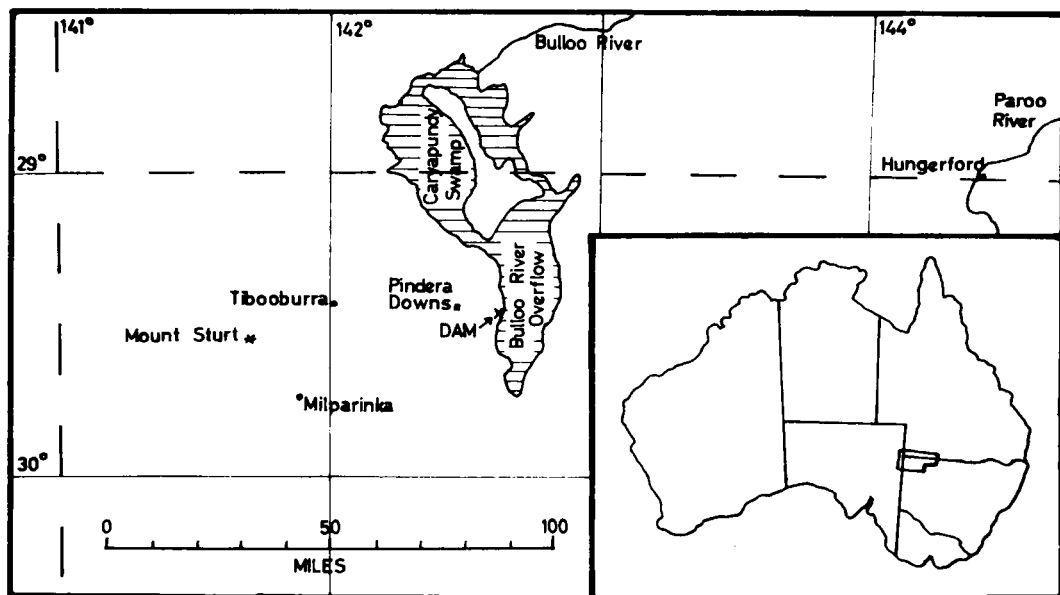 141°
142°
144°
Bulloo River
Paroo
River
Caryapundy
Swamp
29°
Hungerford
Bulloo River
Overflow
Tibooburra
Pindera
Downs
DAM
Mount Sturt
Milparinka
30°
0
50
100
MILES